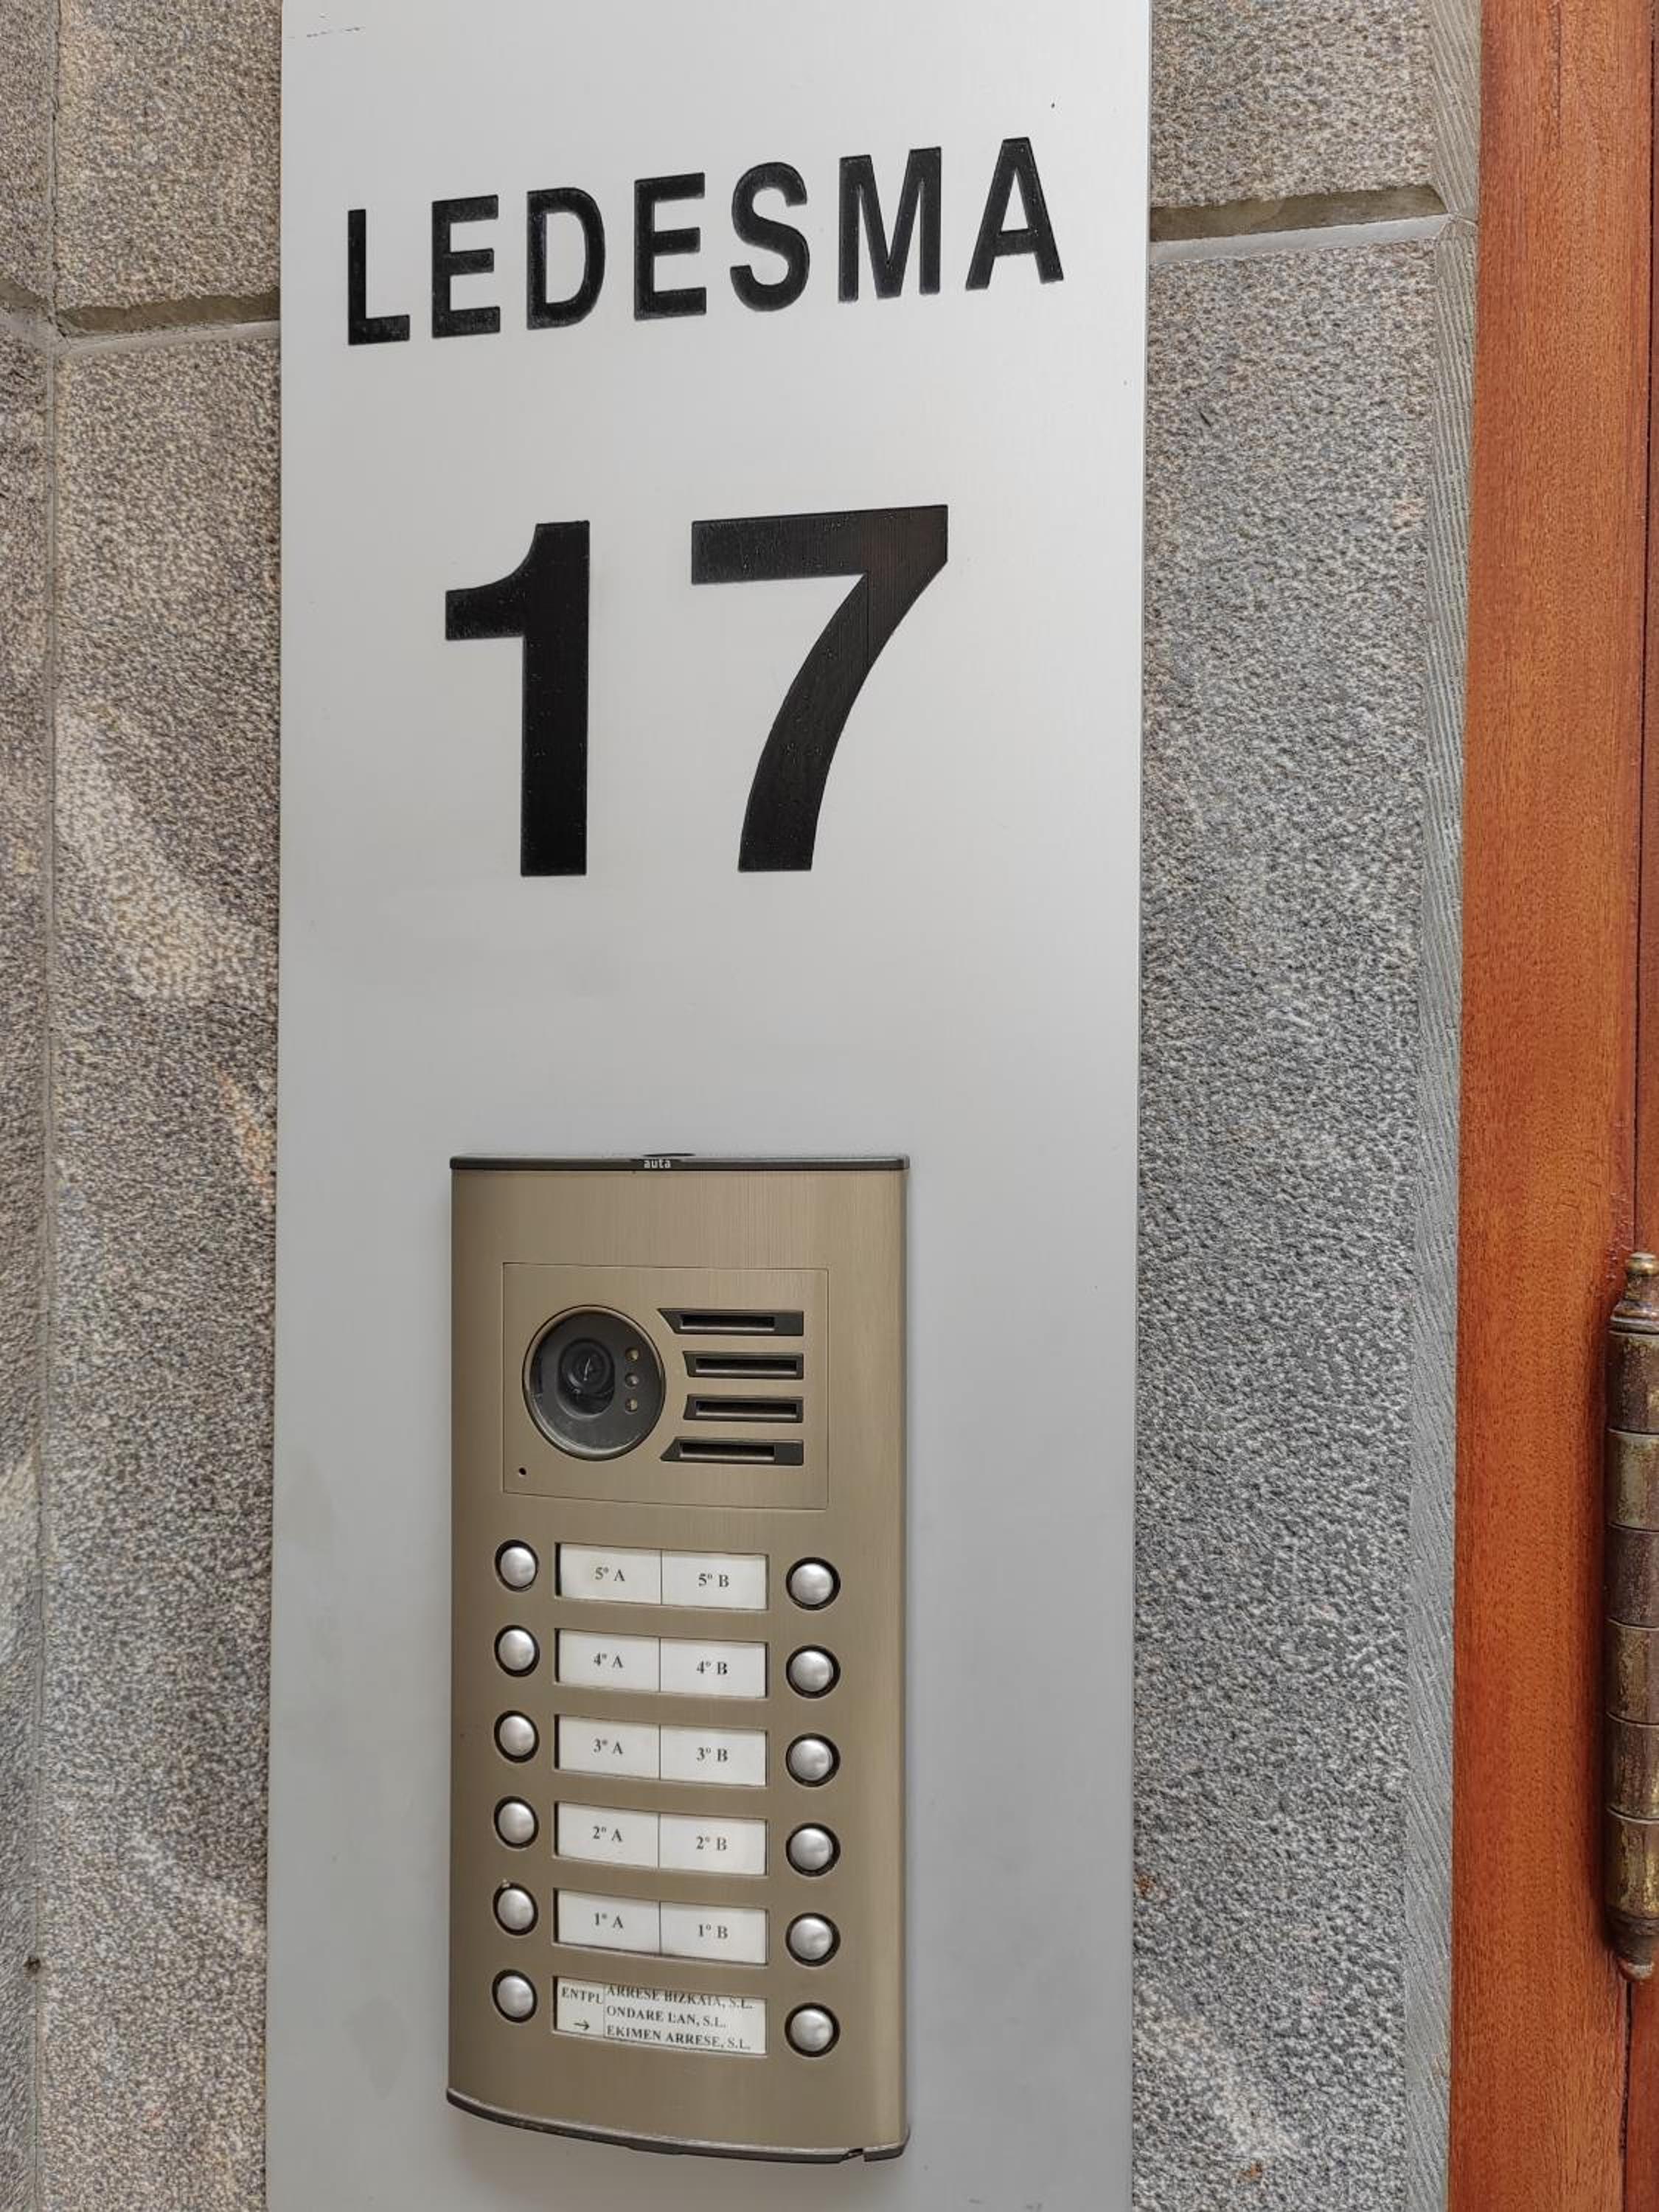 LEDESMA
17
auta
5º A 5º B
4º A 4º B
3º A 3º B
2º A 2º B
1º A 1º B
ENTPL ARRESE BIZKAIA, S.L.
→ ONDARE LAN, S.L.
EKIMEN ARRESE, S.L.